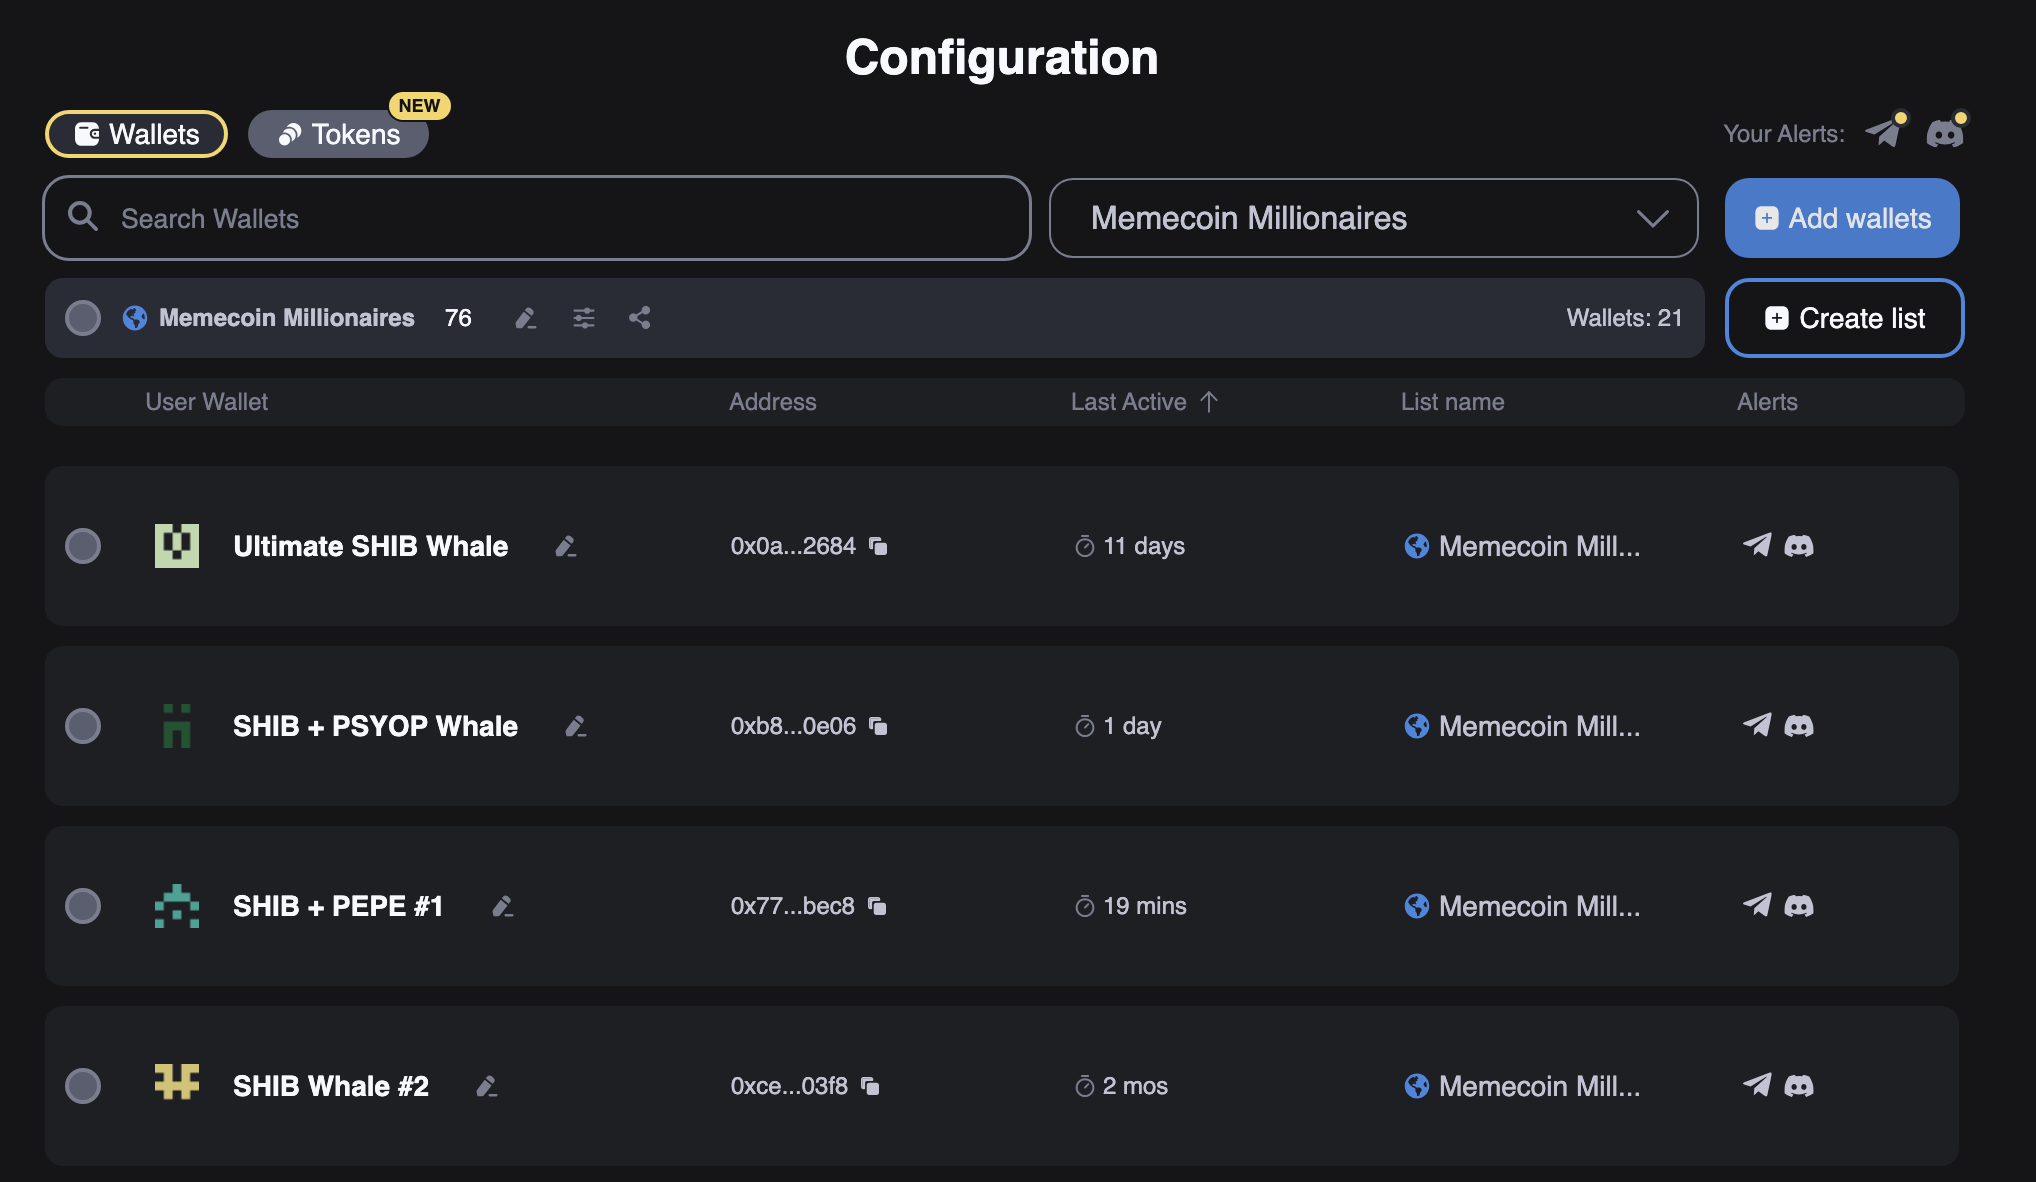 Configuration
Wallets
Tokens
NEW
Your Alerts:
Search Wallets
Memecoin Millionaires
Add wallets
Memecoin Millionaires 76
Wallets: 21
Create list
User Wallet Address Last Active List name Alerts
Ultimate SHIB Whale 0x0a...2684 11 days Memecoin Mill...
SHIB + PSYOP Whale 0xb8...0e06 1 day Memecoin Mill...
SHIB + PEPE #1 0x77...bec8 19 mins Memecoin Mill...
SHIB Whale #2 0xce...03f8 2 mos Memecoin Mill...